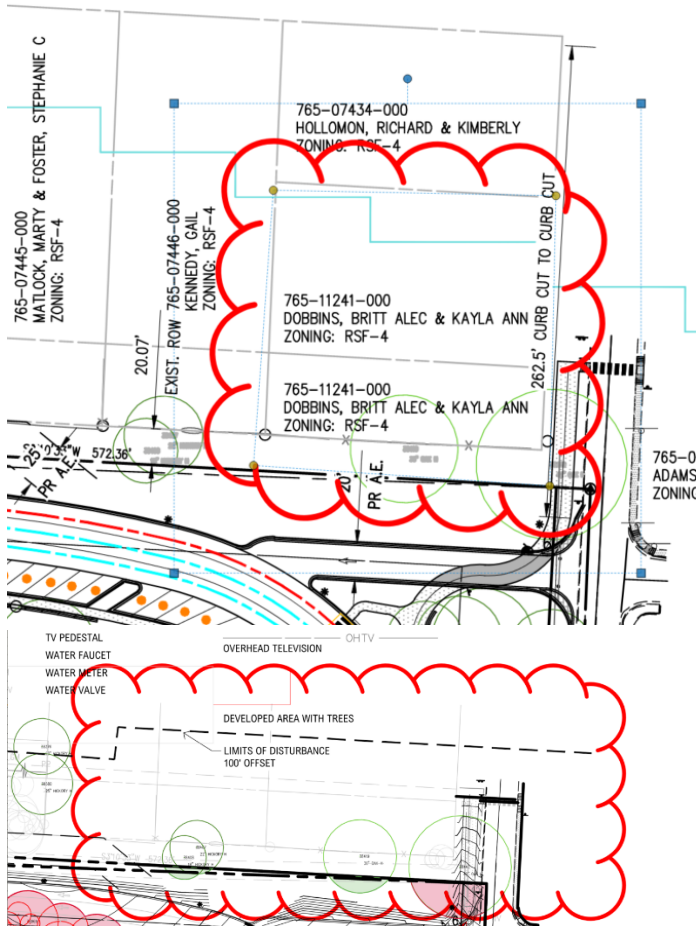 765-07434-000
HOLLOMON, RICHARD & KIMBERLY
ZONING: RSF-4
765-07445-000
MATLOCK, MARTY & FOSTER, STEPHANIE C
ZONING: RSF-4
EXIST. ROW
765-07446-000
KENNEDY, GAIL
ZONING: RSF-4
20.07'
765-11241-000
DOBBINS, BRITT ALEC & KAYLA ANN
ZONING: RSF-4
765-11241-000
DOBBINS, BRITT ALEC & KAYLA ANN
ZONING: RSF-4
262.5' CURB CUT TO CURB CUT
572.36'
25'
PR A.E.
20'
PR A.E.
765-0
ADAMS
ZONING
TV PEDESTAL
WATER FAUCET
WATER METER
WATER VALVE
OHTV
OVERHEAD TELEVISION
DEVELOPED AREA WITH TREES
LIMITS OF DISTURBANCE
100' OFFSET